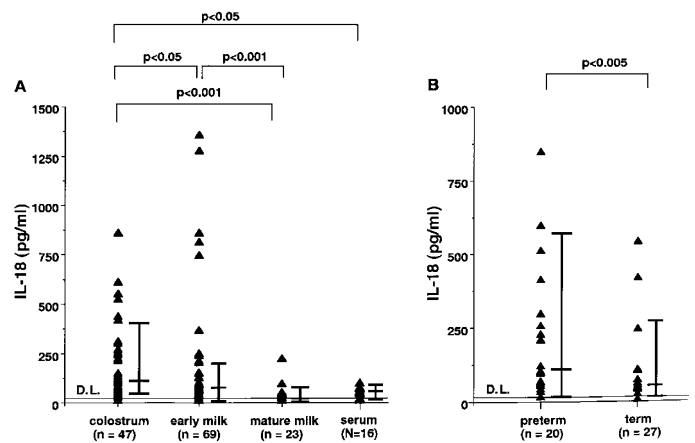 p<0.05
p<0.05 p<0.001
p<0.001
A
1500
1250
1000
750
500
250
0
IL-18 (pg/ml)
D.L.
colostrum early milk mature milk serum
(n = 47) (n = 69) (n = 23) (N=16)
p<0.005
B
1000
750
500
250
0
IL-18 (pg/ml)
D.L.
preterm term
(n = 20) (n = 27)